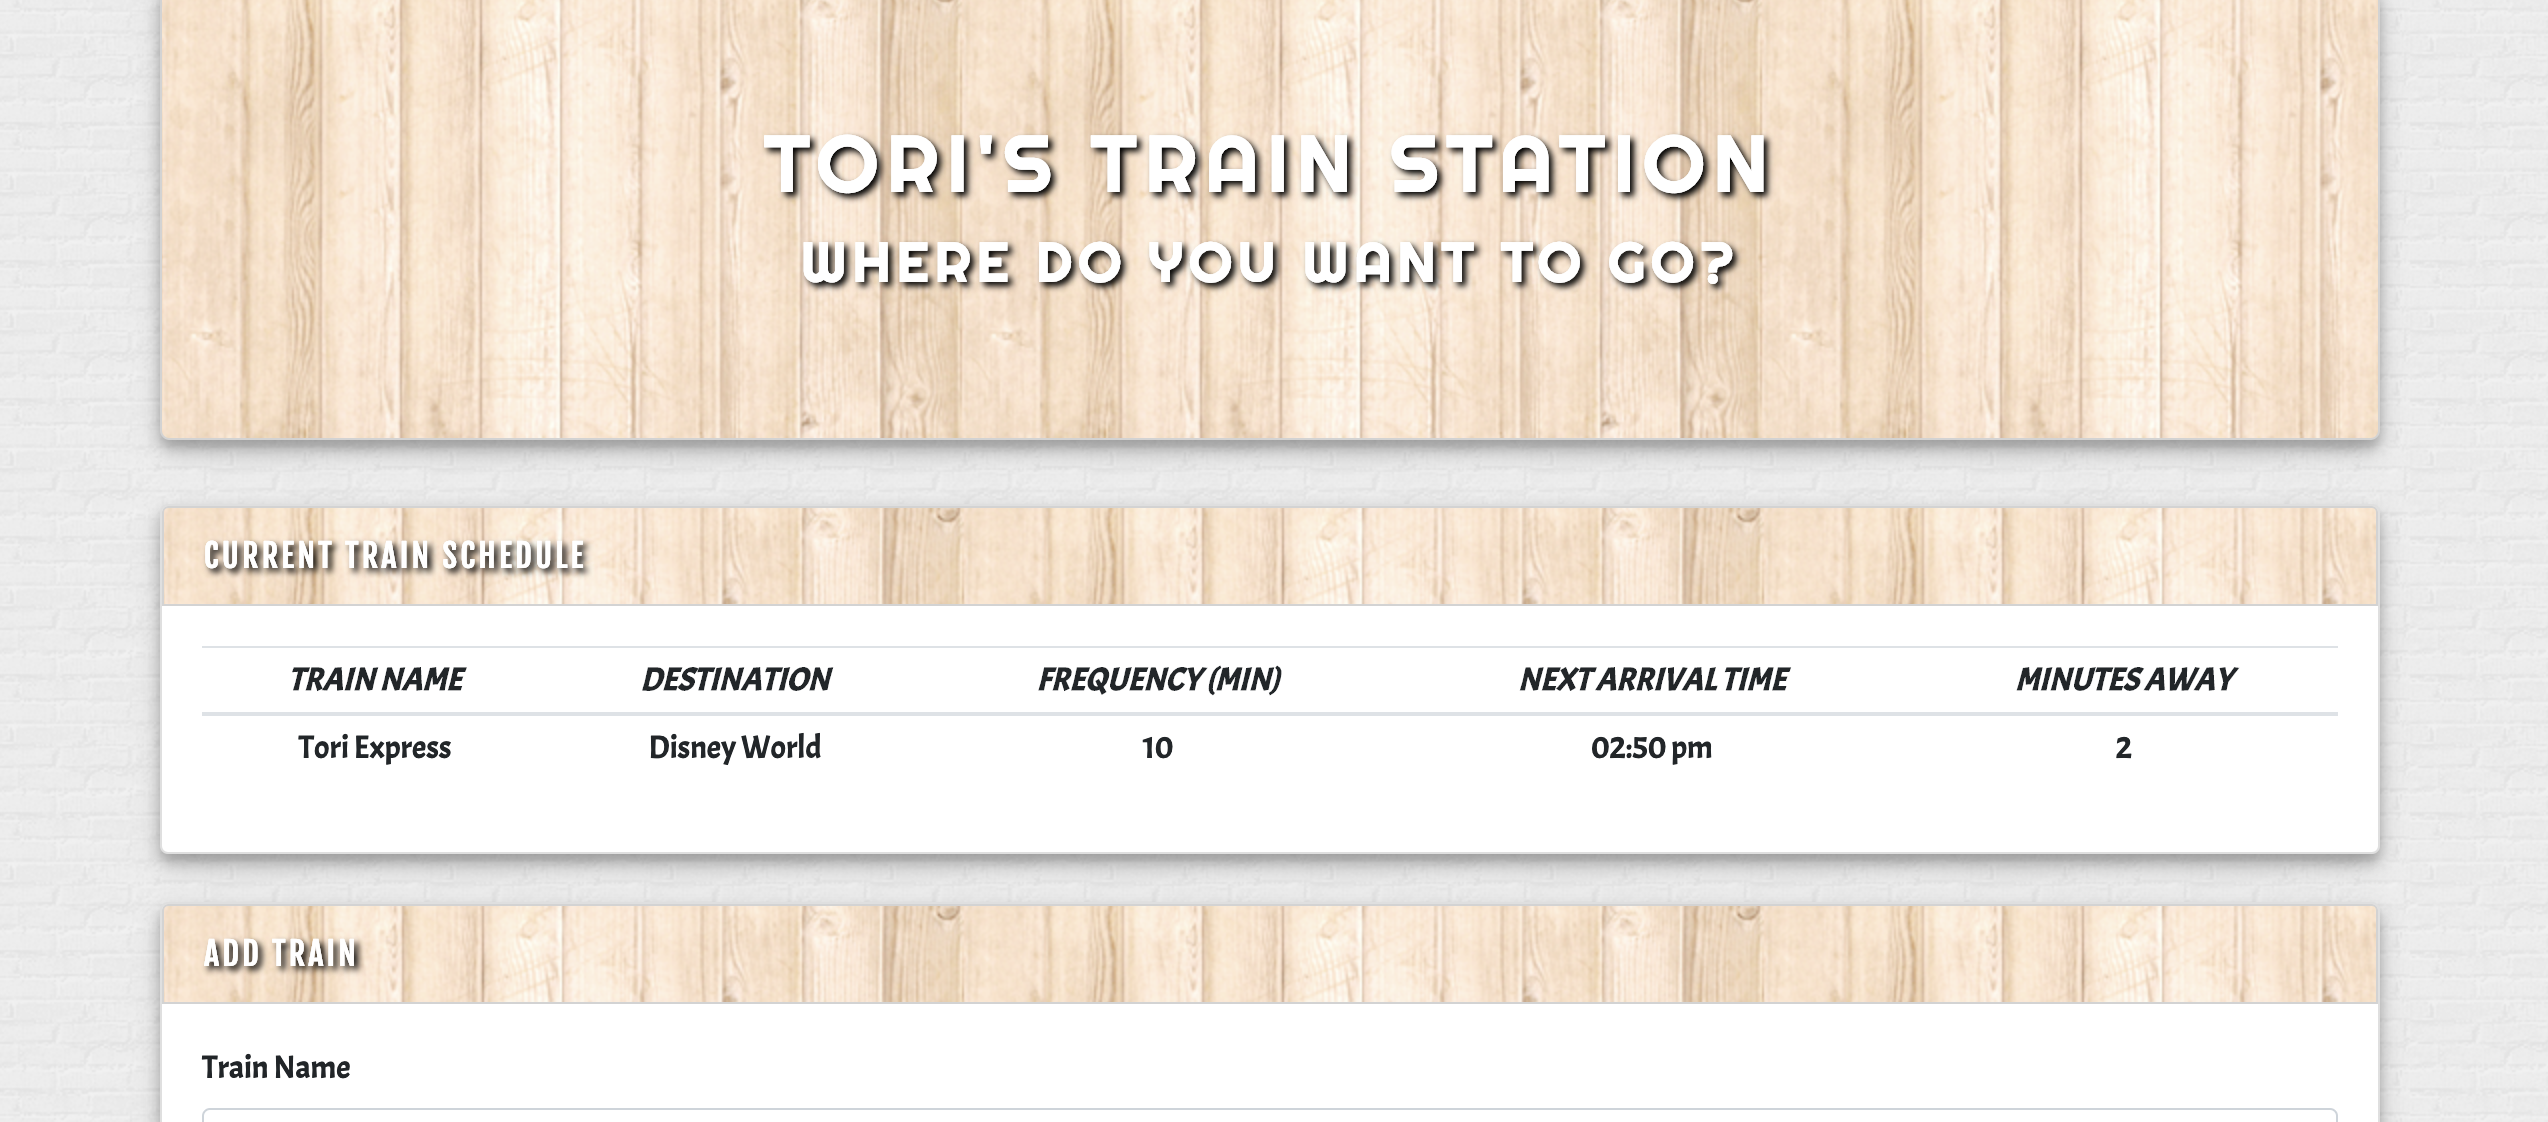 TORI'S TRAIN STATION
WHERE DO YOU WANT TO GO?
CURRENT TRAIN SCHEDULE
TRAIN NAME DESTINATION FREQUENCY (MIN) NEXT ARRIVAL TIME MINUTES AWAY
Tori Express Disney World 10 02:50 pm 2
ADD TRAIN
Train Name